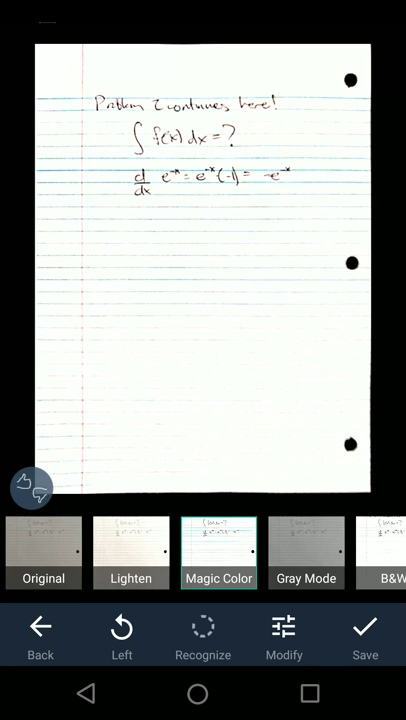 Problem 2 continues here!
∫ f(x) dx = ?
d/dx e^-x = e^-x (-1) = -e^-x
Original
Lighten
Magic Color
Gray Mode
B&W
Back
Left
Recognize
Modify
Save